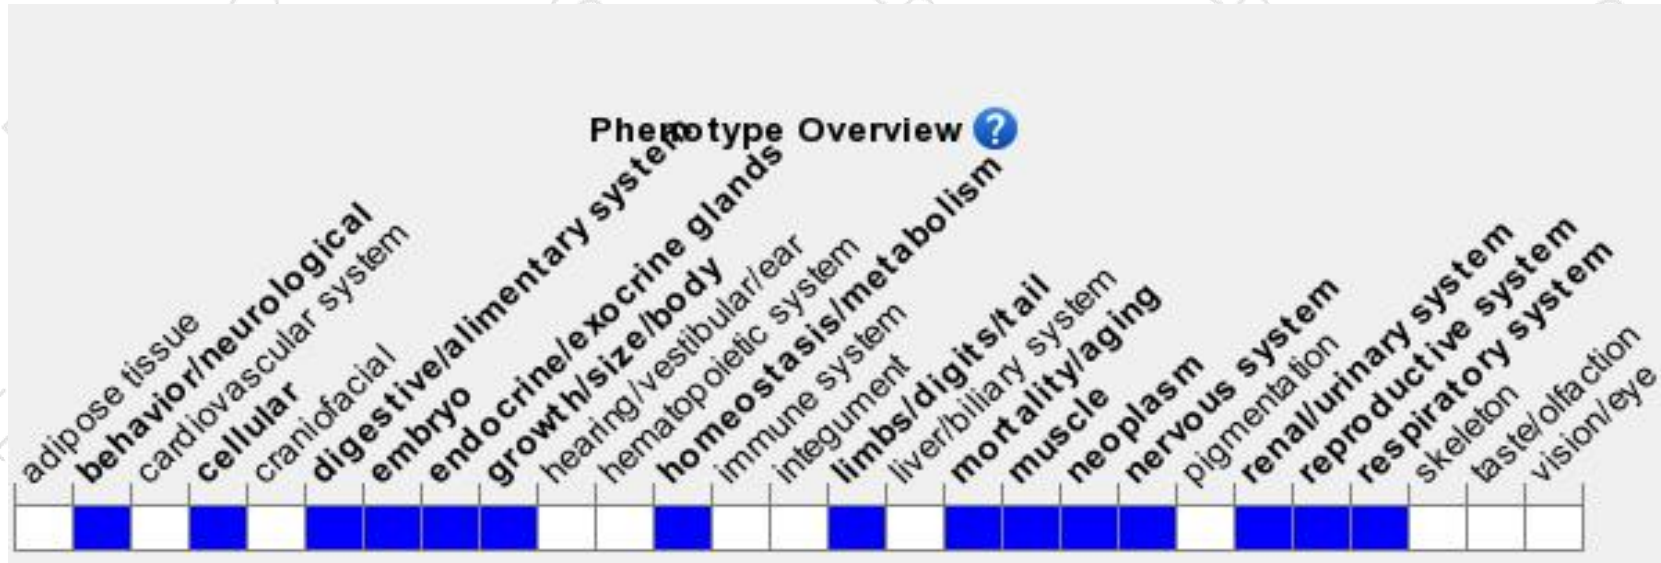 Phenotype Overview ?
adipose tissue
behavior/neurological
cardiovascular system
cellular
craniofacial
digestive/alimentary system
embryo
endocrine/exocrine glands
growth/size/body
hearing/vestibular/ear
hematopoietic system
homeostasis/metabolism
immune system
integument
limbs/digits/tail
liver/biliary system
mortality/aging
muscle
neoplasm
nervous system
pigmentation
renal/urinary system
reproductive system
respiratory system
skeleton
taste/olfaction
vision/eye